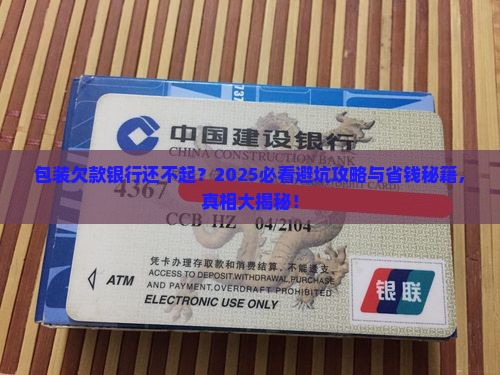 中国建设银行
CHINA CONSTRUCTION BANK
包装欠款银行还不起？2025必看避坑攻略与省钱秘籍，
真相大揭秘！
4367
CCB HZ 04/2104
凭卡办理存取款和消费结算，不能透支。
ACCESS TO DEPOSIT.WITHDRAWAL.PURCHASE
AND PAYMENT.OVERDRAFT PROHIBITED.
ATM
ELECTRONIC USE ONLY
银联